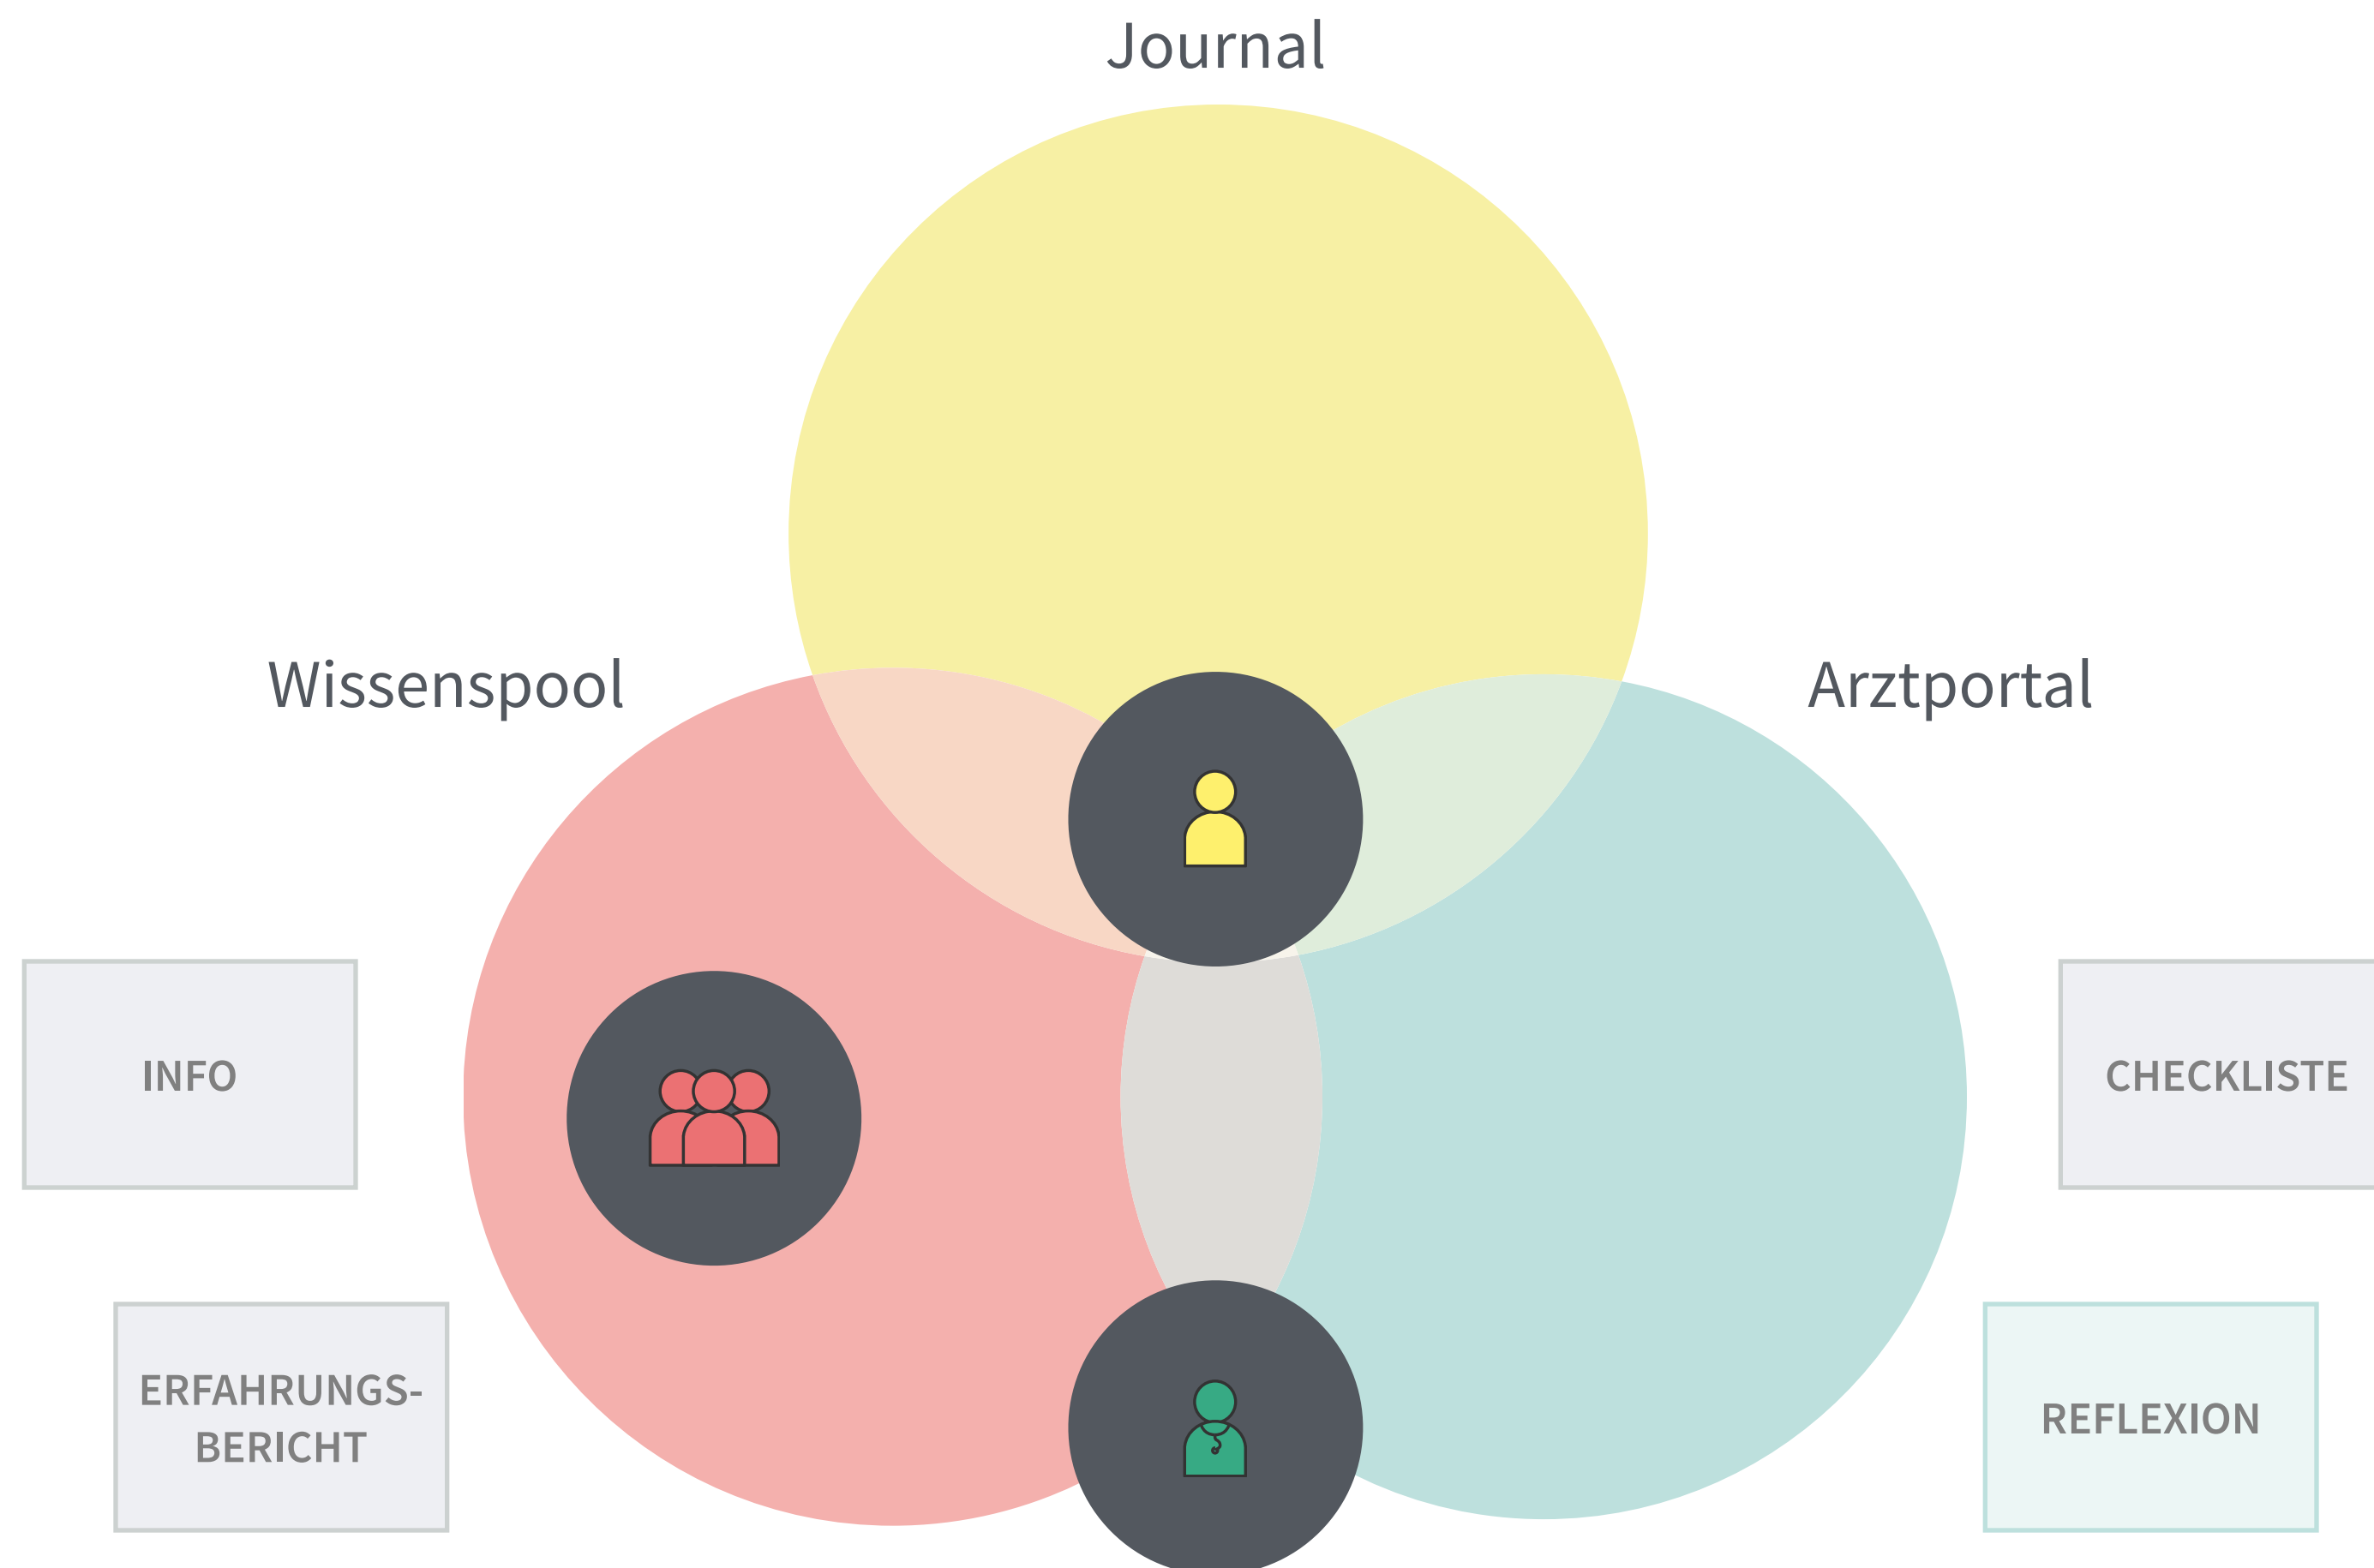 Journal
Wissenspool
Arztportal
INFO
CHECKLISTE
ERFAHRUNGS-
BERICHT
REFLEXION